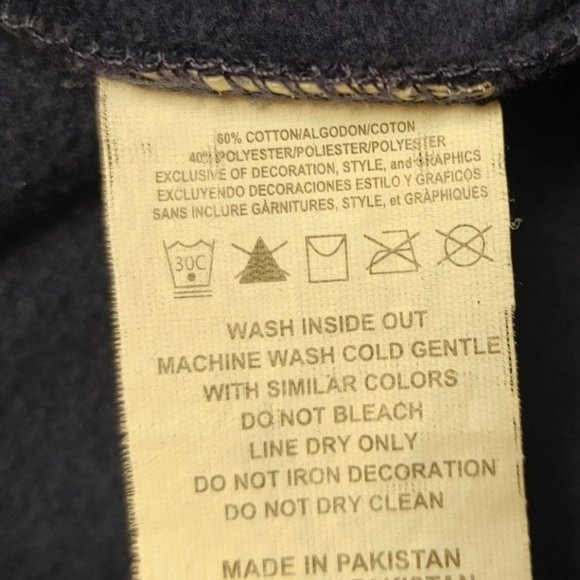 60% COTTON/ALGODON/COTON
40% POLYESTER/POLIESTER/POLYESTER
EXCLUSIVE OF DECORATION, STYLE, and GRAPHICS
EXCLUYENDO DECORACIONES ESTILO Y GRAFICOS
SANS INCLURE GÀRNITURES, STYLE, et GRÀPHIQUES
30C
WASH INSIDE OUT
MACHINE WASH COLD GENTLE
WITH SIMILAR COLORS
DO NOT BLEACH
LINE DRY ONLY
DO NOT IRON DECORATION
DO NOT DRY CLEAN
MADE IN PAKISTAN